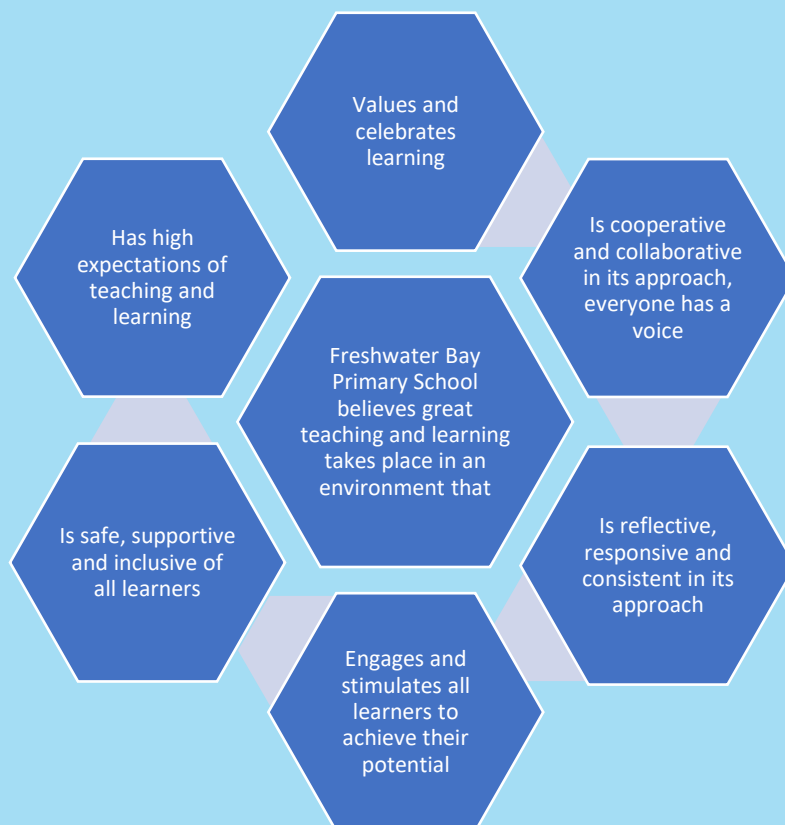 Values and
celebrates
learning
Is cooperative
and collaborative
in its approach,
everyone has a
voice
Is reflective,
responsive and
consistent in its
approach
Engages and
stimulates all
learners to
achieve their
potential
Is safe, supportive
and inclusive of
all learners
Has high
expectations of
teaching and
learning
Freshwater Bay
Primary School
believes great
teaching and learning
takes place in an
environment that